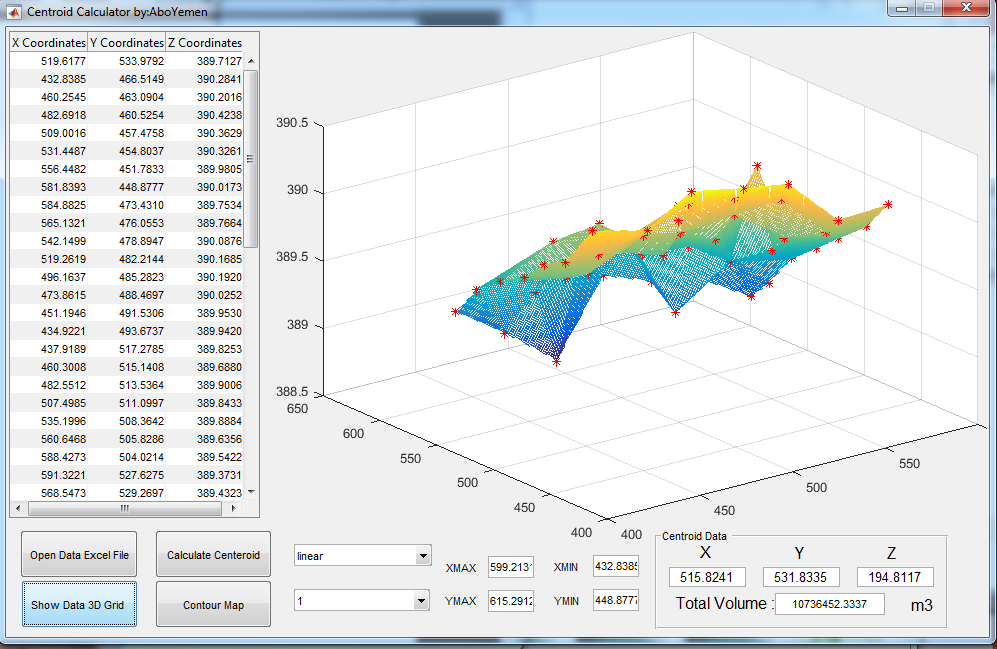 Centroid Calculator by:AboYemen
X Coordinates Y Coordinates Z Coordinates
519.6177 533.9792 389.7127
432.8385 466.5149 390.2841
460.2545 463.0904 390.2016
482.6918 460.5254 390.4238
509.0016 457.4758 390.3629
531.4487 454.8037 390.3261
556.4482 451.7833 389.9805
581.8393 448.8777 390.0173
584.8825 473.4310 389.7534
565.1321 476.0553 389.7664
542.1499 478.8947 390.0876
519.2619 482.2144 390.1685
496.1637 485.2823 390.1920
473.8615 488.4697 390.0252
451.1946 491.5306 389.9530
434.9221 493.6737 389.9420
437.9189 517.2785 389.8253
460.3008 515.1408 389.6880
482.5512 513.5364 389.9006
507.4985 511.0997 389.8433
535.1996 508.3642 389.8884
560.6468 505.8286 389.6356
588.4273 504.0214 389.5422
591.3221 527.6275 389.3731
568.5473 529.2697 389.4323
390.5
390
389.5
389
388.5
650
600
550
500
450
400
400
450
500
550
Open Data Excel File
Calculate Centeroid
Show Data 3D Grid
Contour Map
linear
1
XMAX 599.213
XMIN 432.8385
YMAX 615.2912
YMIN 448.8777
Centroid Data
X Y Z
515.8241 531.8335 194.8117
Total Volume : 10736452.3337 m3